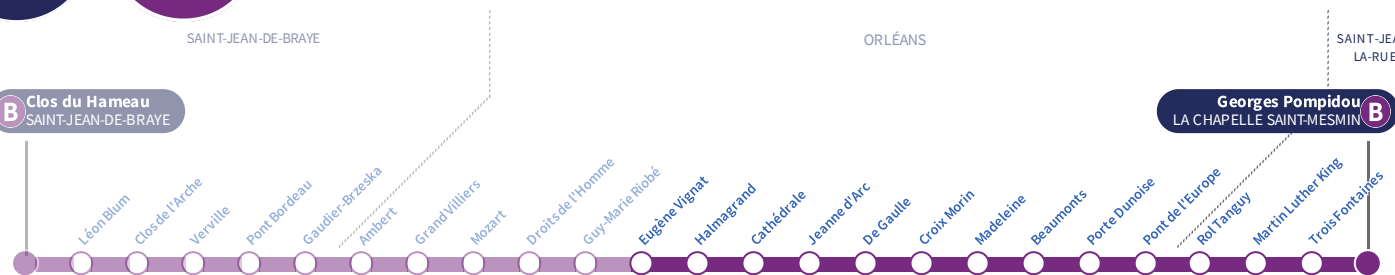 SAINT-JEAN-DE-BRAYE
ORLÉANS
SAINT-JEA
LA-RUE
B
Clos du Hameau
SAINT-JEAN-DE-BRAYE
Georges Pompidou
LA CHAPELLE SAINT-MESMIN
B
Léon Blum
Clos de l'Arche
Verville
Pont Bordeau
Gaudier-Brzeska
Ambert
Grand Villiers
Mozart
Droits de l'Homme
Guy-Marie Riobé
Eugène Vignat
Halmagrand
Cathédrale
Jeanne d'Arc
De Gaulle
Croix Morin
Madeleine
Beaumonts
Porte Dunoise
Pont de l'Europe
Rol Tanguy
Martin Luther King
Trois Fontaines